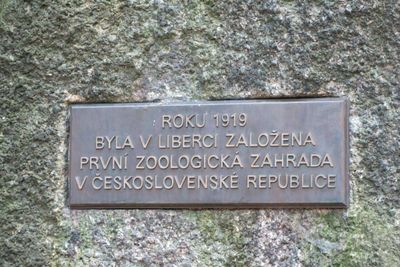 ROKU 1919
BYLA V LIBERCI ZALOŽENA
PRVNÍ ZOOLOGICKÁ ZAHRADA
V ČESKOSLOVENSKÉ REPUBLICE